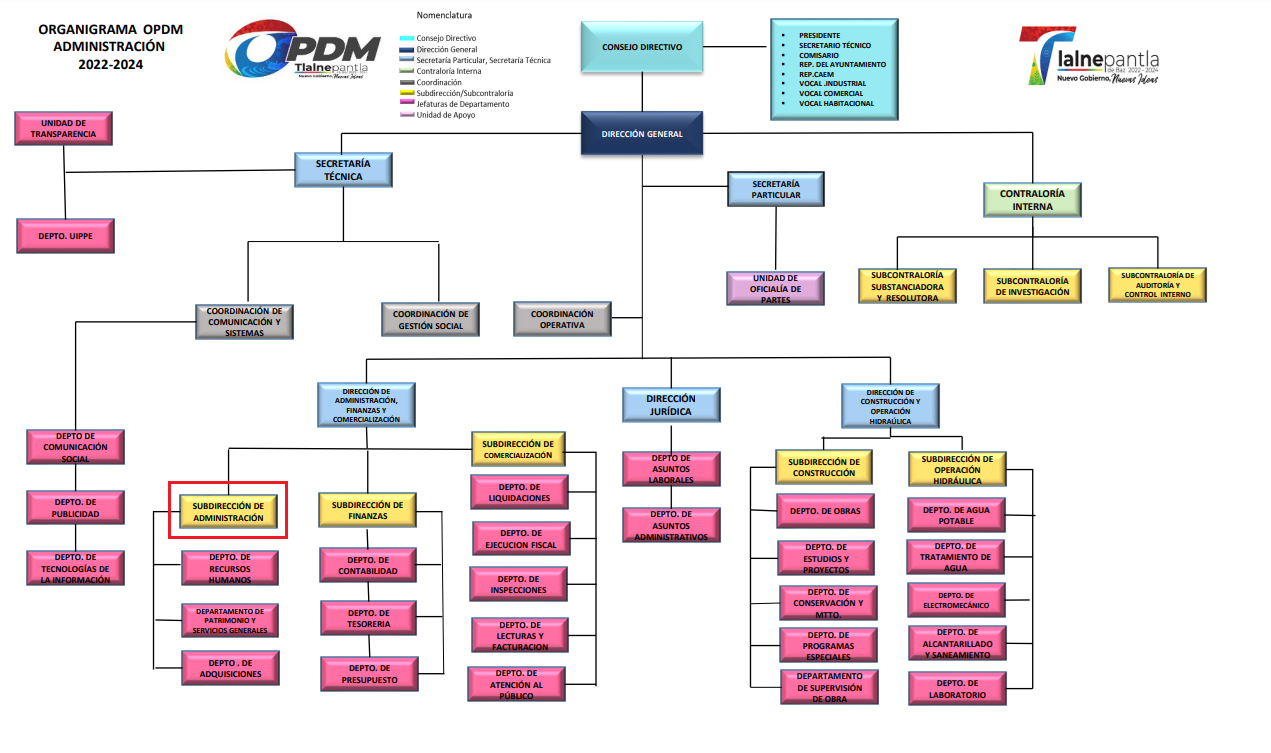 ORGANIGRAMA OPDM
ADMINISTRACIÓN
2022-2024
OPDM
Tlalnepantla
Nuevo Gobierno, Nuevas Ideas
Nomenclatura
Consejo Directivo
Dirección General
Secretaría Particular, Secretaría Técnica
Contraloría Interna
Coordinación
Subdirección/Subcontraloría
Jefaturas de Departamento
Unidad de Apoyo
CONSEJO DIRECTIVO
PRESIDENTE
SECRETARIO TÉCNICO
COMISARIO
REP. DEL AYUNTAMIENTO
REP.CAEM
VOCAL .INDUSTRIAL
VOCAL COMERCIAL
VOCAL HABITACIONAL
Tlalnepantla
de Baz 2022 - 2024
Nuevo Gobierno, Nuevas Ideas
UNIDAD DE
TRANSPARENCIA
DIRECCIÓN GENERAL
SECRETARÍA
TÉCNICA
SECRETARÍA
PARTICULAR
CONTRALORÍA
INTERNA
DEPTO. UIPPE
UNIDAD DE
OFICIALÍA DE
PARTES
SUBCONTRALORÍA
SUBSTANCIADORA
Y RESOLUTORA
SUBCONTRALORÍA
DE INVESTIGACIÓN
SUBCONTRALORÍA DE
AUDITORÍA Y
CONTROL INTERNO
COORDINACIÓN DE
COMUNICACIÓN Y
SISTEMAS
COORDINACIÓN DE
GESTIÓN SOCIAL
COORDINACIÓN
OPERATIVA
DIRECCIÓN DE
ADMINISTRACIÓN,
FINANZAS Y
COMERCIALIZACIÓN
DIRECCIÓN
JURÍDICA
DIRECCIÓN DE
CONSTRUCCIÓN Y
OPERACIÓN
HIDRAÚLICA
DEPTO DE
COMUNICACIÓN
SOCIAL
DEPTO. DE
PUBLICIDAD
DEPTO. DE
TECNOLOGÍAS DE
LA INFORMACIÓN
SUBDIRECCIÓN DE
ADMINISTRACIÓN
DEPTO. DE
RECURSOS
HUMANOS
DEPARTAMENTO DE
PATRIMONIO Y
SERVICIOS GENERALES
DEPTO . DE
ADQUISICIONES
SUBDIRECCIÓN DE
FINANZAS
DEPTO. DE
CONTABILIDAD
DEPTO. DE
TESORERIA
DEPTO. DE
PRESUPUESTO
SUBDIRECCIÓN DE
COMERCIALIZACIÓN
DEPTO. DE
LIQUIDACIONES
DEPTO. DE
EJECUCION FISCAL
DEPTO. DE
INSPECCIONES
DEPTO. DE
LECTURAS Y
FACTURACION
DEPTO. DE
ATENCIÓN AL
PÚBLICO
DEPTO DE
ASUNTOS
LABORALES
DEPTO. DE
ASUNTOS
ADMINISTRATIVOS
SUBDIRECCIÓN DE
CONSTRUCCIÓN
DEPTO. DE OBRAS
DEPTO. DE
ESTUDIOS Y
PROYECTOS
DEPTO. DE
CONSERVACIÓN Y
MTTO.
DEPTO. DE
PROGRAMAS
ESPECIALES
DEPARTAMENTO
DE SUPERVISIÓN
DE OBRA
SUBDIRECCIÓN DE
OPERACIÓN
HIDRÁULICA
DEPTO. DE AGUA
POTABLE
DEPTO. DE
TRATAMIENTO DE
AGUA
DEPTO. DE
ELECTROMECÁNICO
DEPTO. DE
ALCANTARILLADO
Y SANEAMIENTO
DEPTO. DE
LABORATORIO